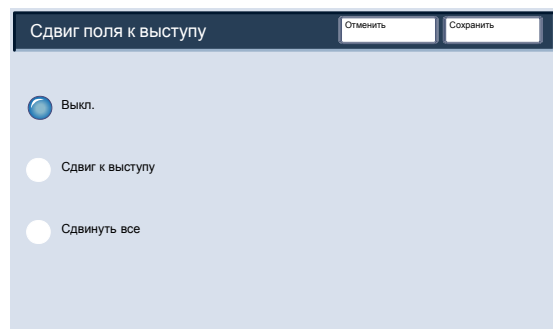 Сдвиг поля к выступу
Отменить
Сохранить
Выкл.
Сдвиг к выступу
Сдвинуть все